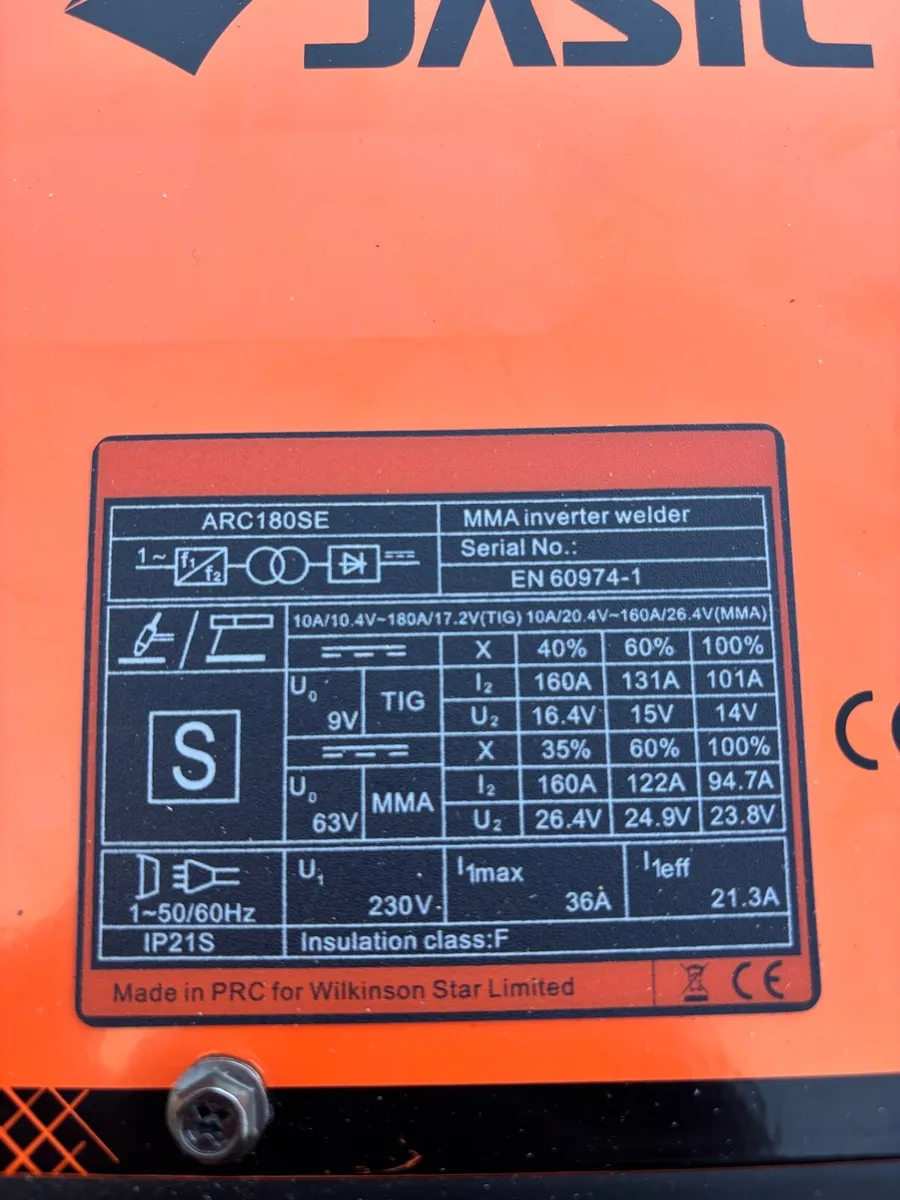 JASIC
ARC180SE
MMA inverter welder
Serial No.:
1~ f1 f2
EN 60974-1
10A/10.4V~180A/17.2V(TIG) 10A/20.4V~160A/26.4V(MMA)
X 40% 60% 100%
U0 9V TIG
I2 160A 131A 101A
U2 16.4V 15V 14V
S
X 35% 60% 100%
U0 63V MMA
I2 160A 122A 94.7A
U2 26.4V 24.9V 23.8V
1~50/60Hz
U1 230V
I1max 36A
I1eff 21.3A
IP21S
Insulation class:F
Made in PRC for Wilkinson Star Limited
CE
CE